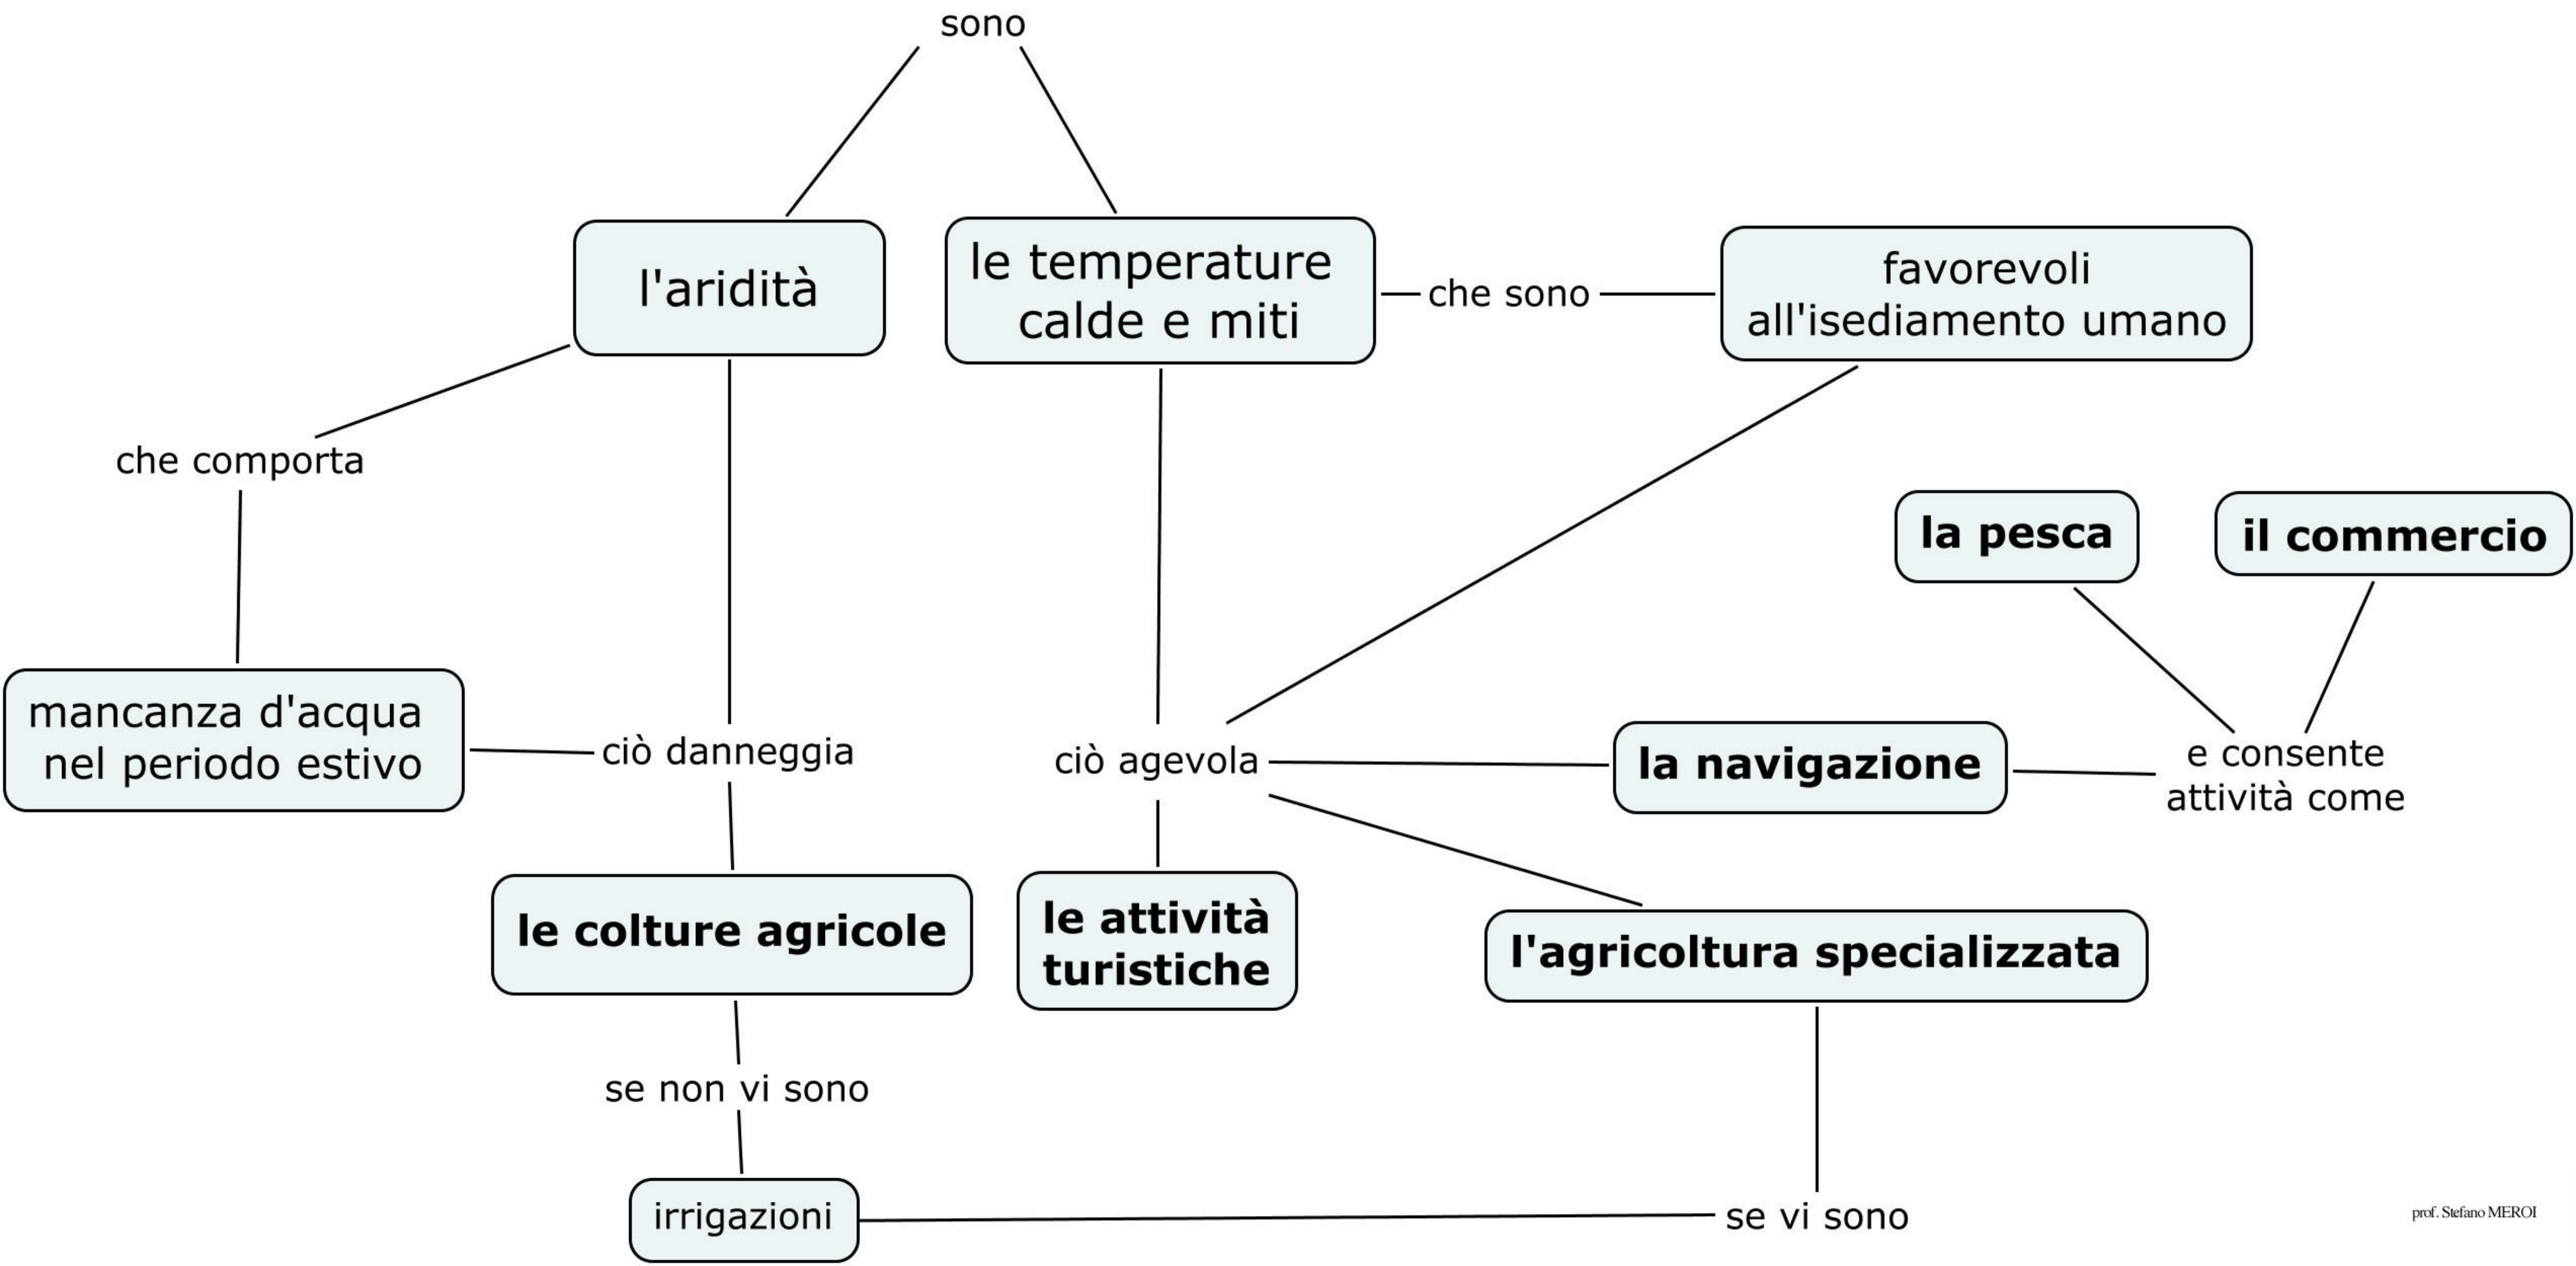 sono
l'aridità
le temperature
calde e miti
che sono
favorevoli
all'isediamento umano
che comporta
la pesca
il commercio
mancanza d'acqua
nel periodo estivo
ciò danneggia
ciò agevola
la navigazione
e consente
attività come
le colture agricole
le attività
turistiche
l'agricoltura specializzata
se non vi sono
irrigazioni
se vi sono
prof. Stefano MEROI